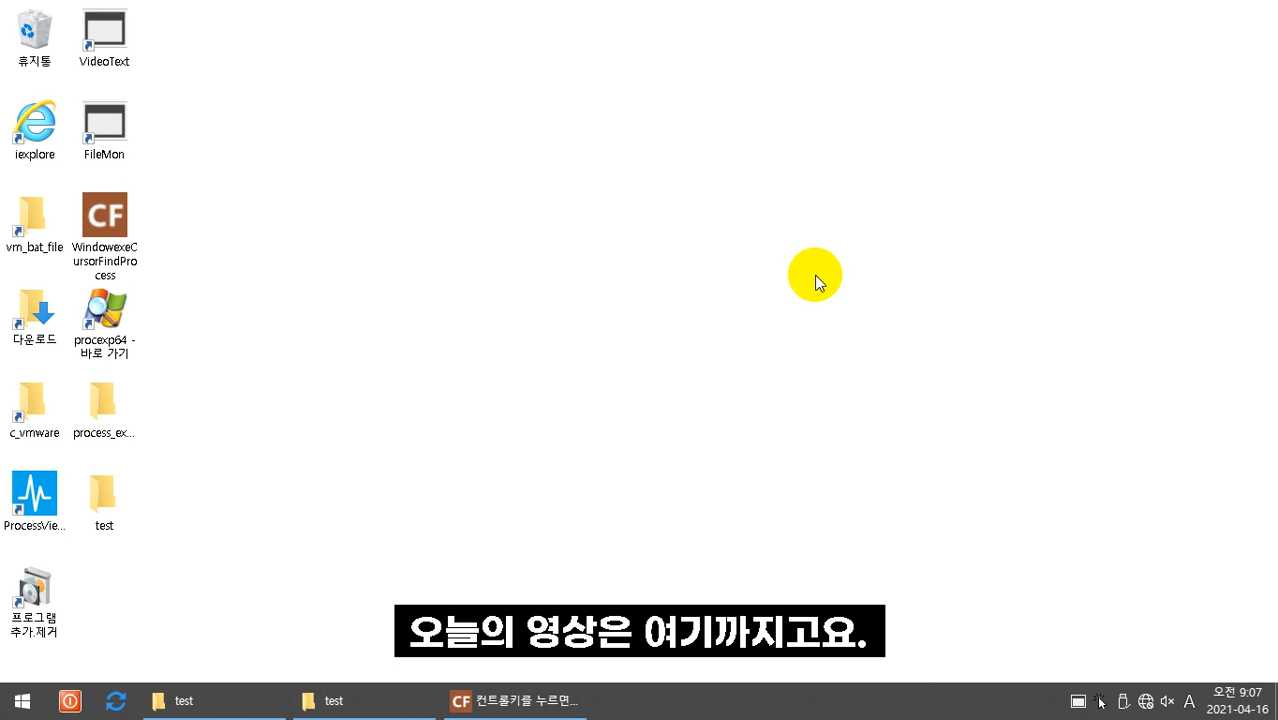 휴지통
VideoText
iexplore
FileMon
vm_bat_file
CF
WindowexeC
ursorFindProcess
다운로드
procexp64 -
바로 가기
c_vmware
process_ex...
ProcessVie...
test
프로그램
추가.제거
오늘의 영상은 여기까지고요.
test
test
CF 컨트롤키를 누르면...
A
오전 9:07
2021-04-16